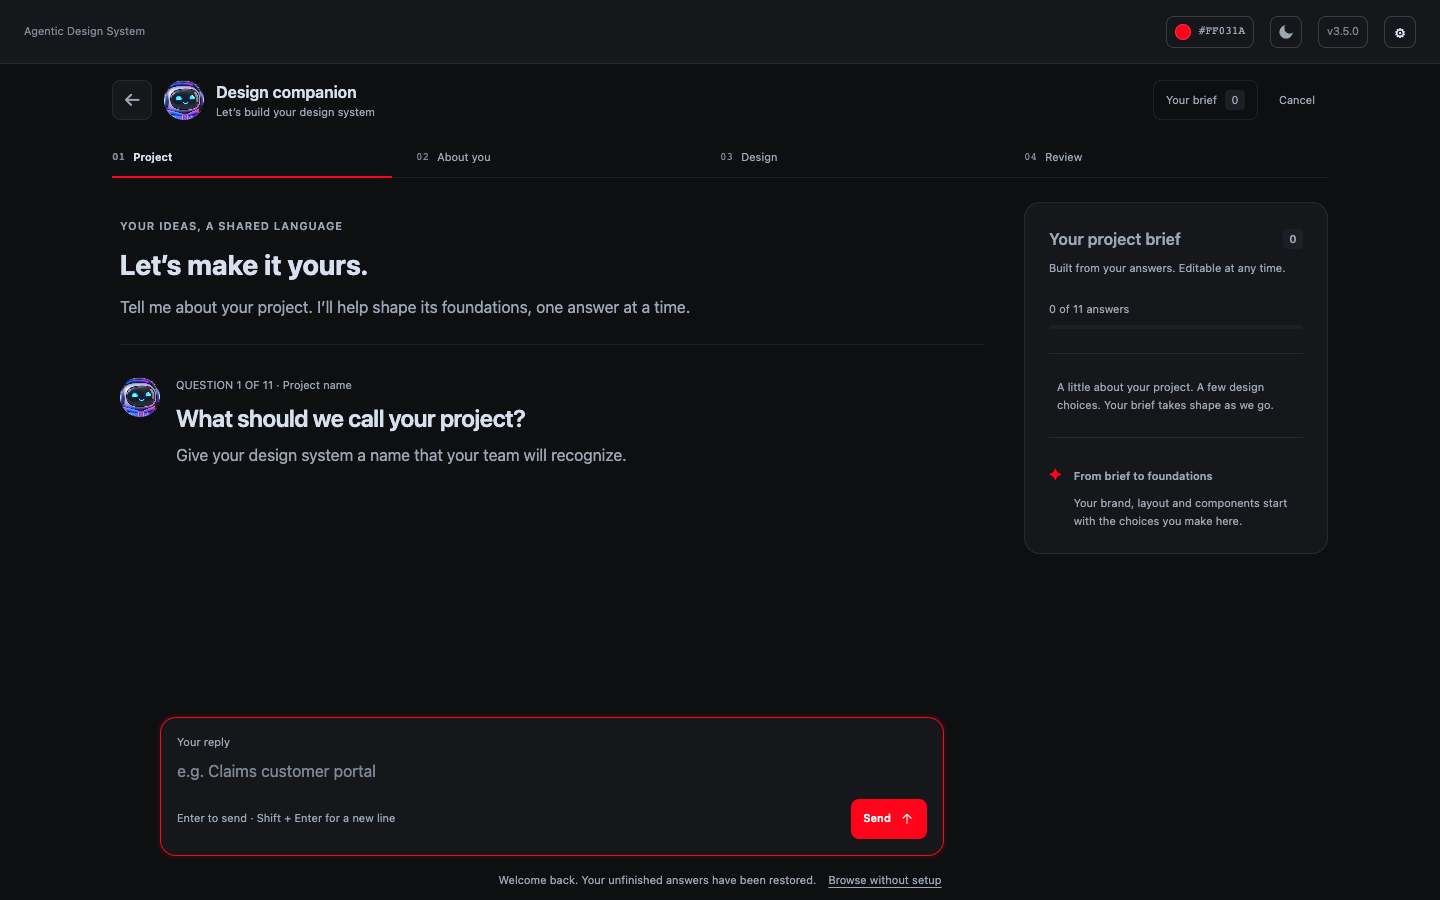 Agentic Design System
#FF031A
v3.5.0
Design companion
Let’s build your design system
Your brief 0
Cancel
01 Project
02 About you
03 Design
04 Review
YOUR IDEAS, A SHARED LANGUAGE
Let’s make it yours.
Tell me about your project. I’ll help shape its foundations, one answer at a time.
QUESTION 1 OF 11 · Project name
What should we call your project?
Give your design system a name that your team will recognize.
Your project brief 0
Built from your answers. Editable at any time.
0 of 11 answers
A little about your project. A few design
choices. Your brief takes shape as we go.
From brief to foundations
Your brand, layout and components start
with the choices you make here.
Your reply
e.g. Claims customer portal
Enter to send · Shift + Enter for a new line
Send
Welcome back. Your unfinished answers have been restored. Browse without setup